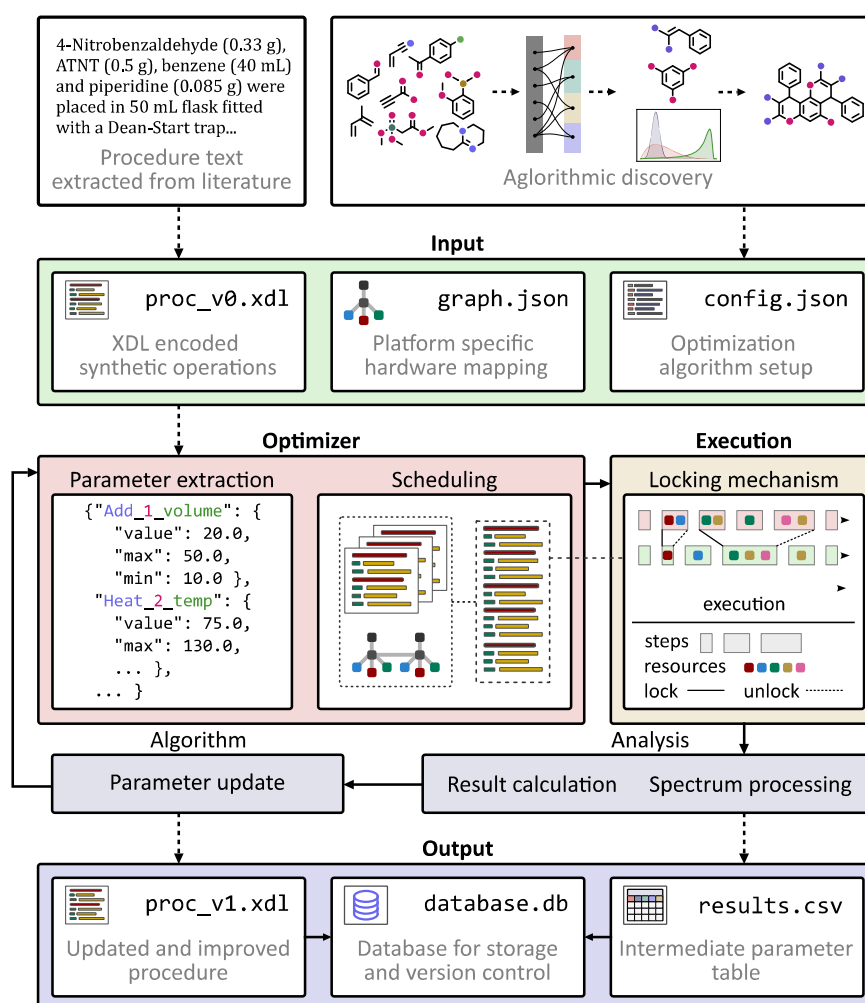 4-Nitrobenzaldehyde (0.33 g),
ATNT (0.5 g), benzene (40 mL)
and piperidine (0.085 g) were
placed in 50 mL flask fitted
with a Dean-Start trap...
Procedure text
extracted from literature
Aglorithmic discovery
Input
proc_v0.xdl
XDL encoded
synthetic operations
graph.json
Platform specific
hardware mapping
config.json
Optimization
algorithm setup
Optimizer
Execution
Parameter extraction
{"Add_1_volume": {
"value": 20.0,
"max": 50.0,
"min": 10.0 },
"Heat_2_temp": {
"value": 75.0,
"max": 130.0,
... },
... }
Scheduling
Locking mechanism
execution
steps
resources
lock
unlock
Algorithm
Analysis
Parameter update
Result calculation
Spectrum processing
Output
proc_v1.xdl
Updated and improved
procedure
database.db
Database for storage
and version control
results.csv
Intermediate parameter
table